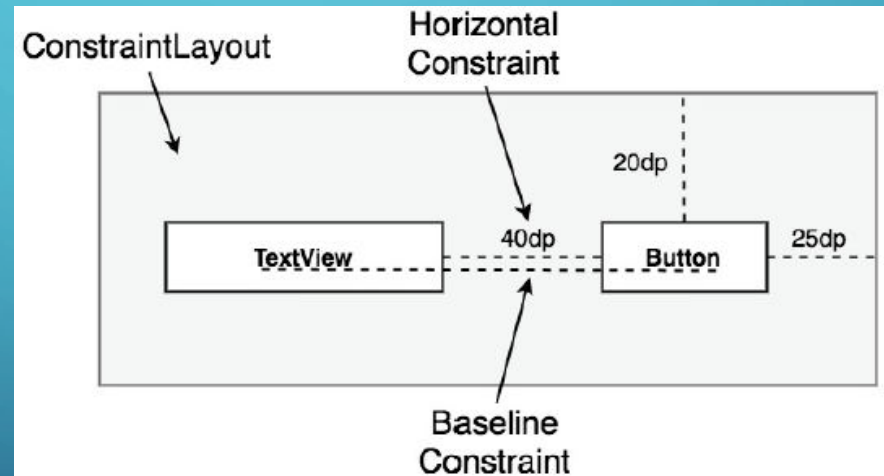 ConstraintLayout
Horizontal
Constraint
20dp
TextView
40dp
Button
25dp
Baseline
Constraint